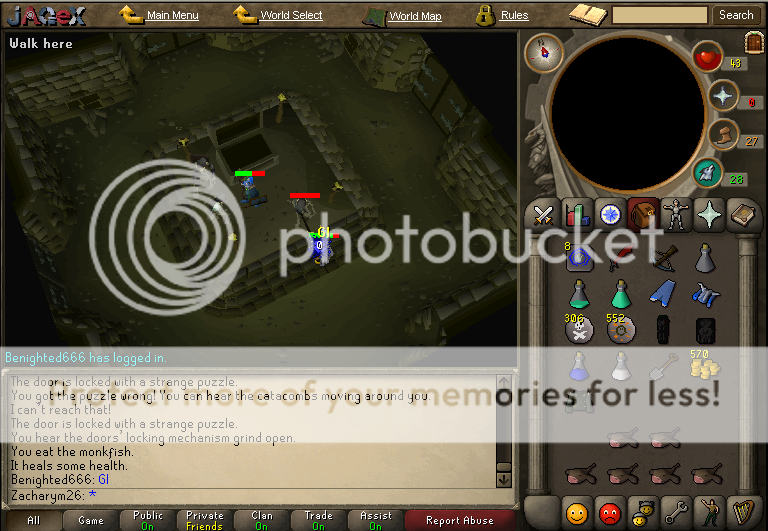 JAGEX Main Menu World Select World Map Rules Search
Walk here
43
0
27
26
Gl
0
photobucket
8
306 552
570
Benighted666 has logged in.
Protect more of your memories for less!
The door is locked with a strange puzzle.
You got the puzzle wrong! You can hear the catacombs moving around you.
I can't reach that!
The door is locked with a strange puzzle.
You hear the doors' locking mechanism grind open.
You eat the monkfish.
It heals some health.
Benighted666: Gl
Zacharym26: *
All Game Public On Private Friends Clan On Trade On Assist On Report Abuse